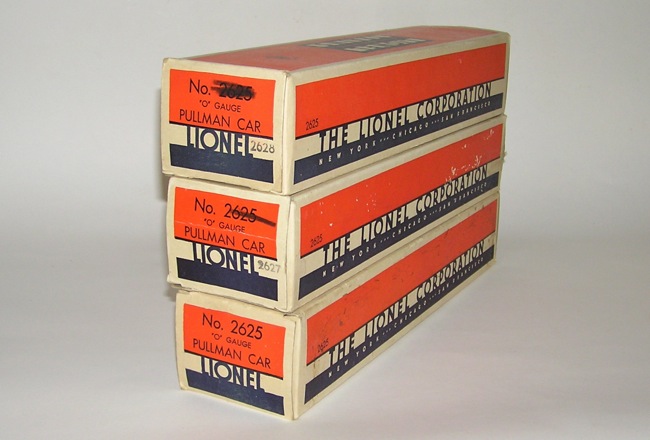 No. 2625
"O" GAUGE
PULLMAN CAR
LIONEL 2628
2625
THE LIONEL CORPORATION
NEW YORK ··· CHICAGO ··· SAN FRANCISCO
No. 2625
"O" GAUGE
PULLMAN CAR
LIONEL 2627
2625
THE LIONEL CORPORATION
NEW YORK ··· CHICAGO ··· SAN FRANCISCO
No. 2625
"O" GAUGE
PULLMAN CAR
LIONEL
2625
THE LIONEL CORPORATION
NEW YORK ··· CHICAGO ··· SAN FRANCISCO